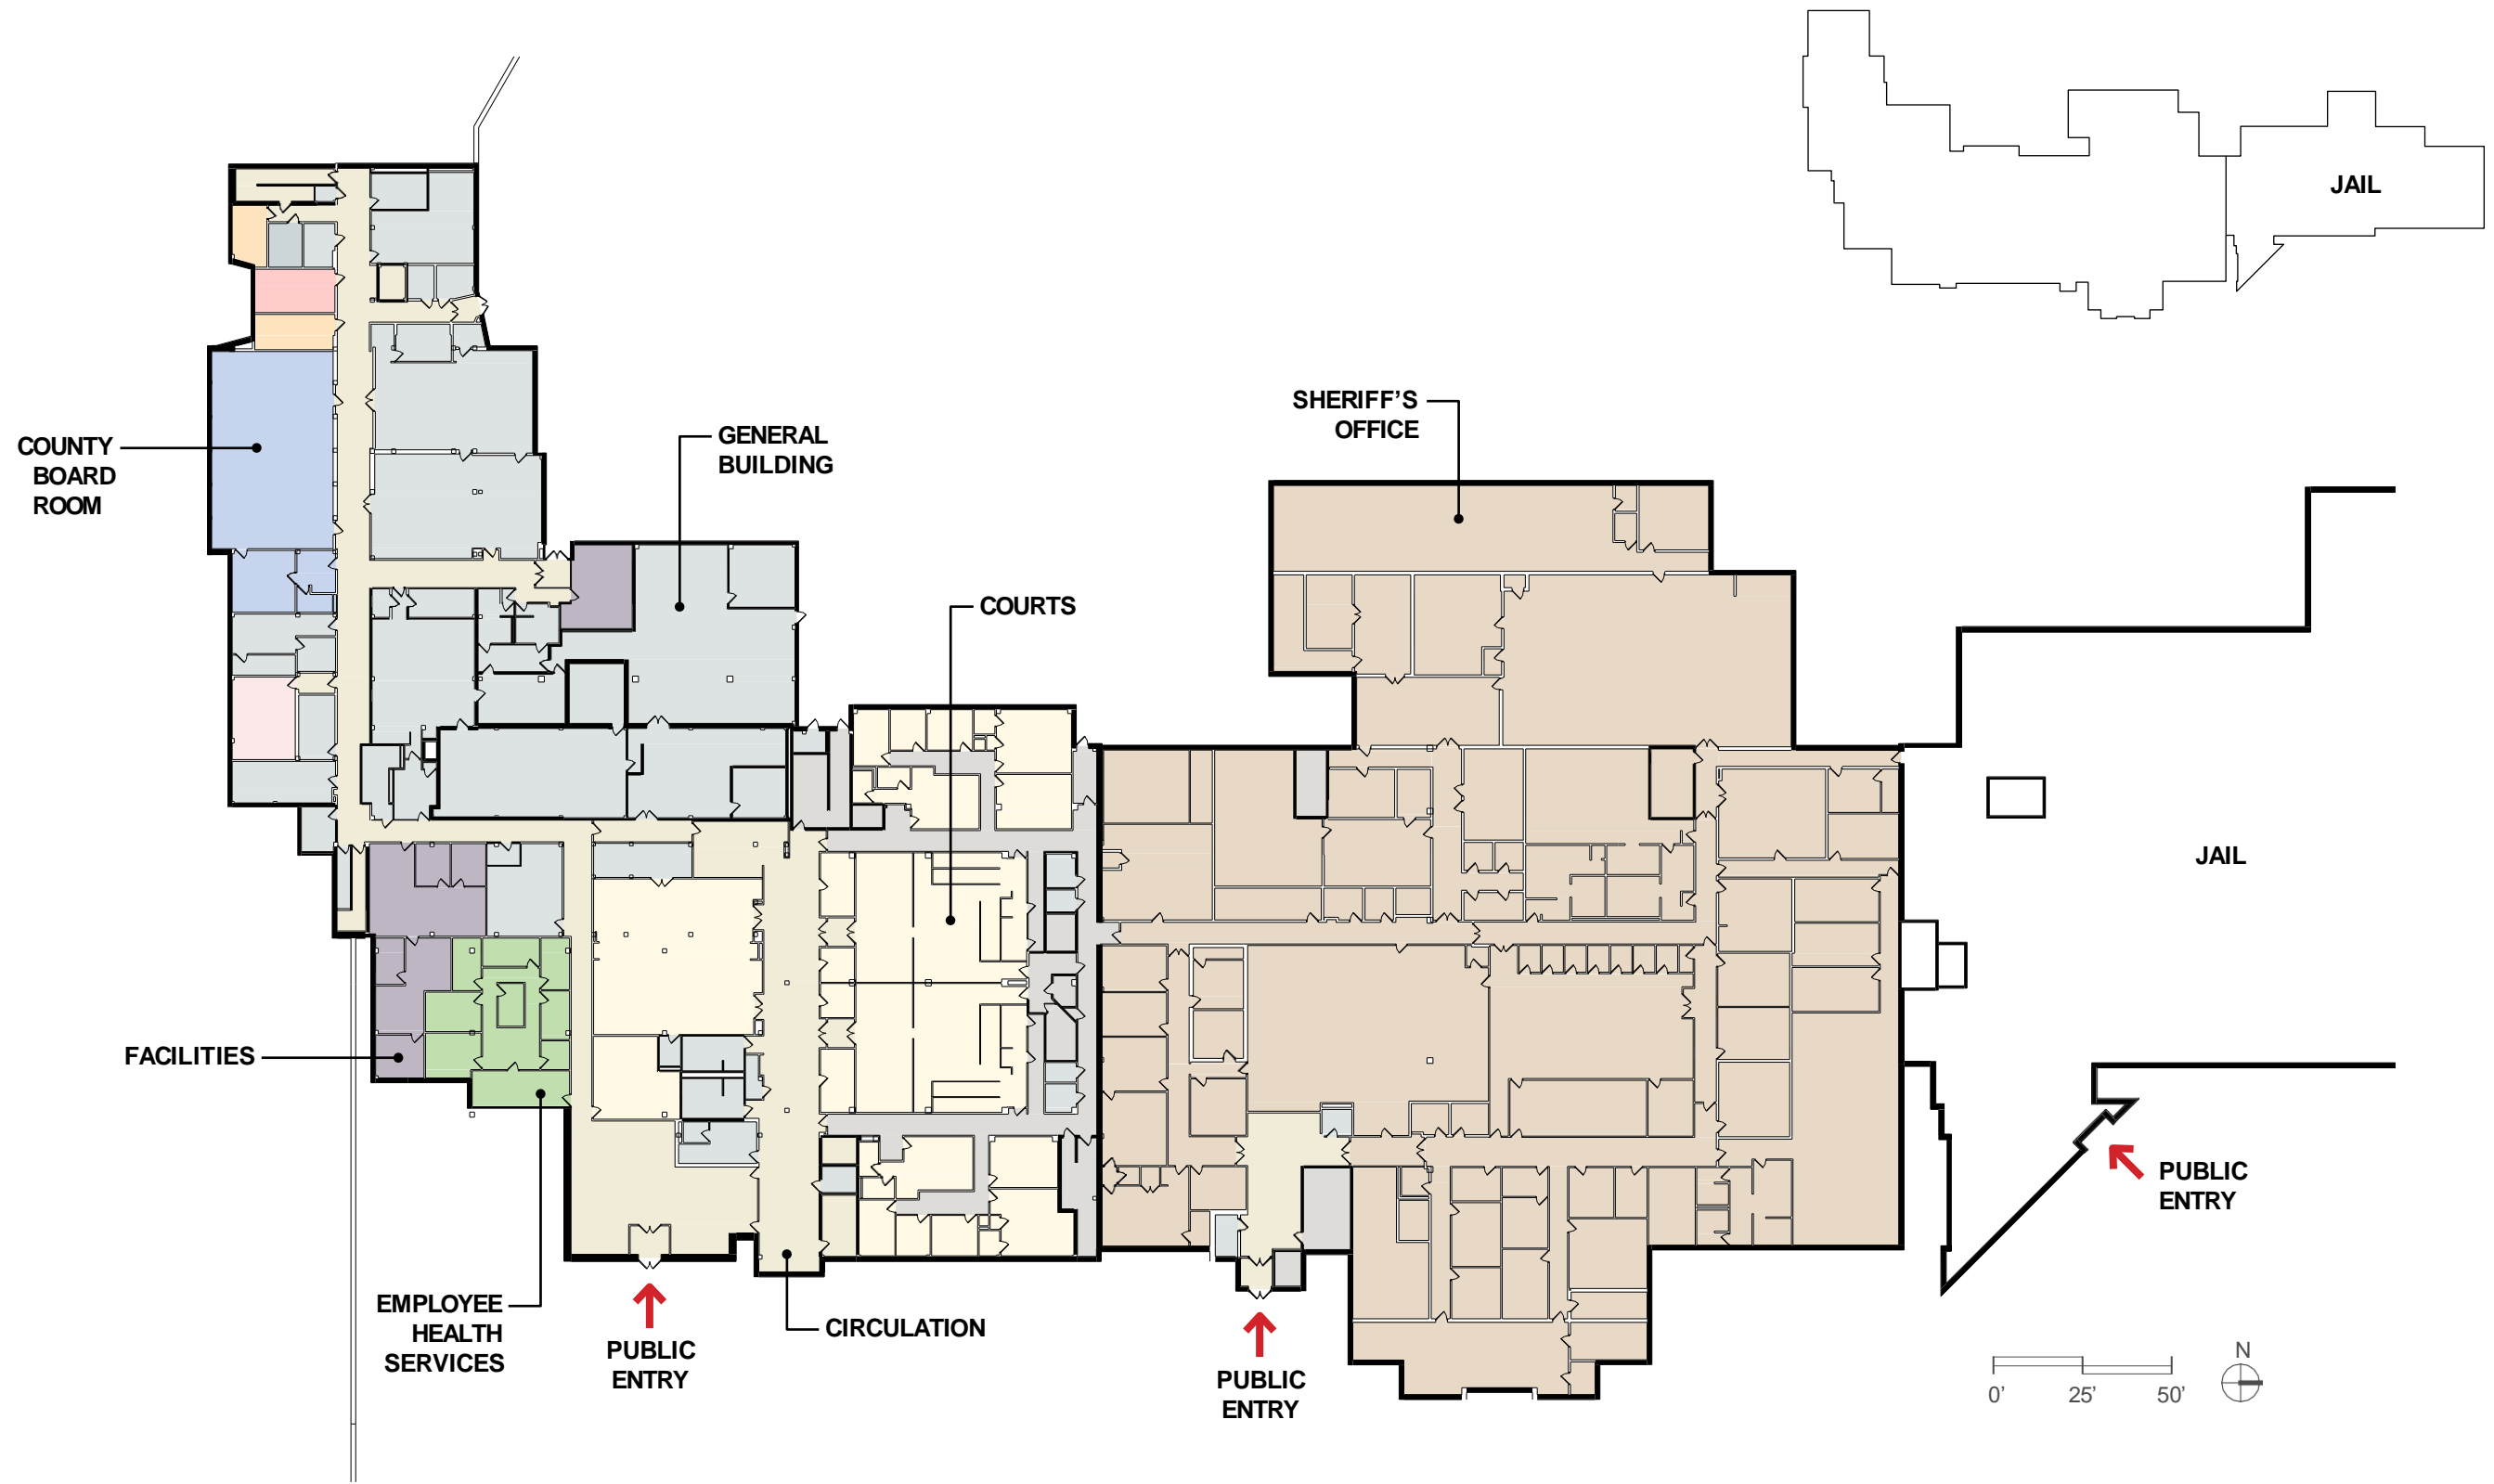 JAIL
SHERIFF'S
OFFICE
GENERAL
BUILDING
COUNTY
BOARD
ROOM
COURTS
JAIL
FACILITIES
PUBLIC
ENTRY
EMPLOYEE
HEALTH
SERVICES
CIRCULATION
PUBLIC
ENTRY
PUBLIC
ENTRY
N
0' 25' 50'